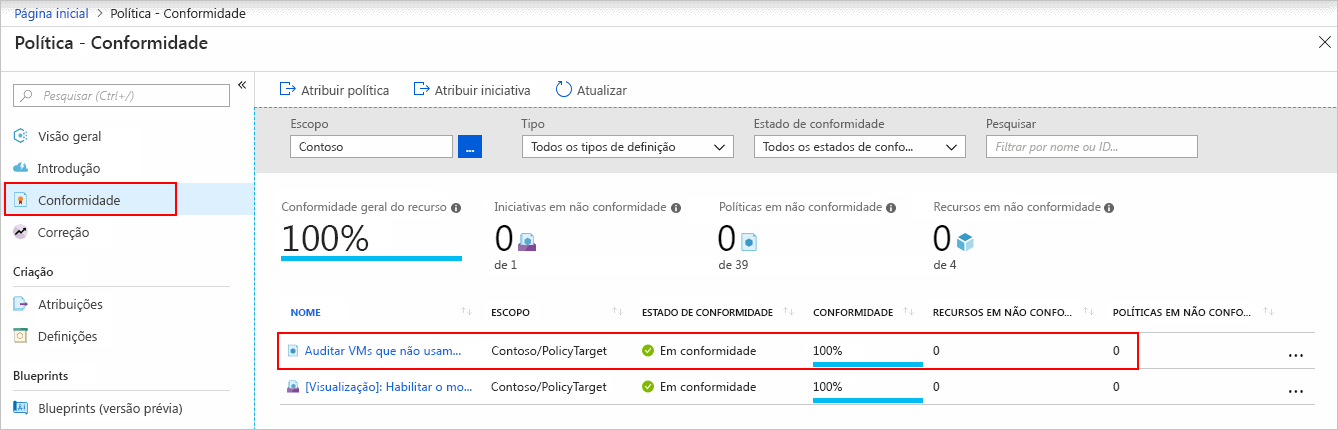 Página inicial > Política - Conformidade
Política - Conformidade
Pesquisar (Ctrl+/)
Visão geral
Introdução
Conformidade
Correção
Criação
Atribuições
Definições
Blueprints
Blueprints (versão prévia)
Atribuir política
Atribuir iniciativa
Atualizar
Escopo
Tipo
Estado de conformidade
Pesquisar
Contoso
...
Todos os tipos de definição
Todos os estados de confo...
Filtrar por nome ou ID...
Conformidade geral do recurso
Iniciativas em não conformidade
Políticas em não conformidade
Recursos em não conformidade
100%
0
0
0
de 1
de 39
de 4
NOME ESCOPO ESTADO DE CONFORMIDADE CONFORMIDADE RECURSOS EM NÃO CONFO... POLÍTICAS EM NÃO CONFO...
Auditar VMs que não usam... Contoso/PolicyTarget Em conformidade 100% 0 0 ...
[Visualização]: Habilitar o mo... Contoso/PolicyTarget Em conformidade 100% 0 0 ...